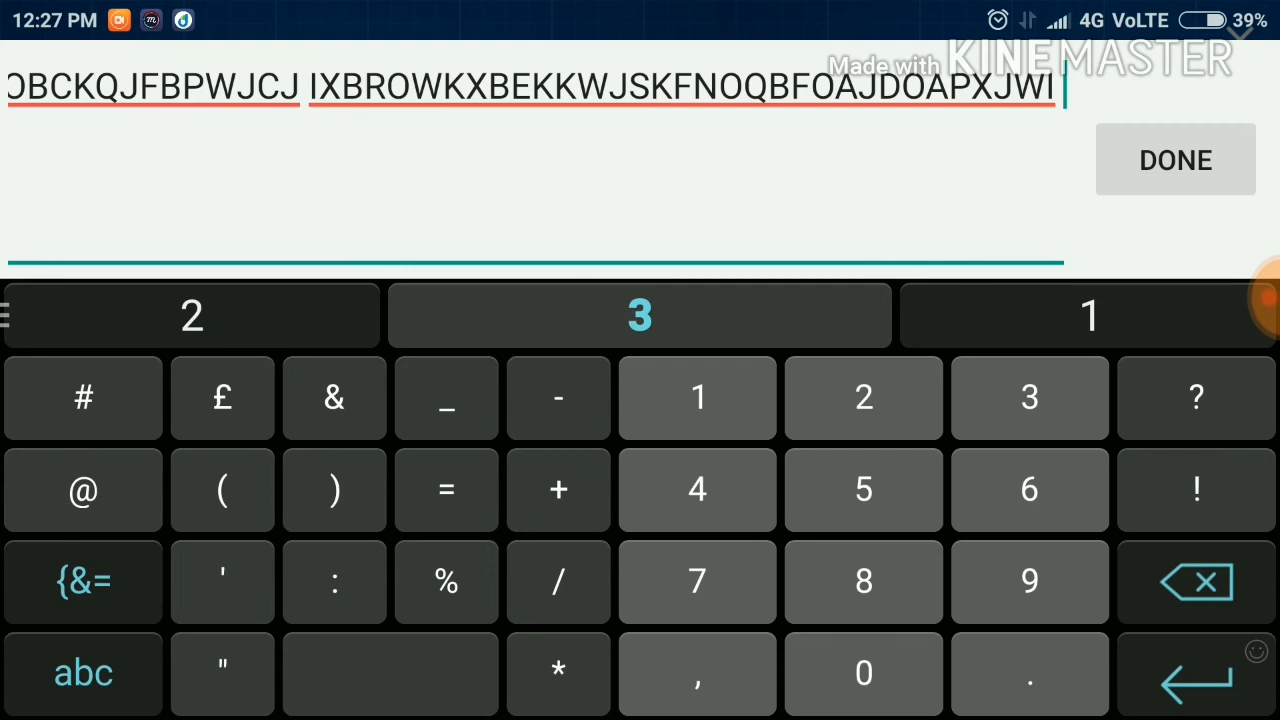 12:27 PM 4G VoLTE 39%
Made with KINEMASTER
OBCKQJFBPWJCJ IXBROWKXBEKKWJSKFNOQBFOAJDOAPXJWI
DONE
2 3 1
# £ & _ - 1 2 3 ?
@ ( ) = + 4 5 6 !
{&= ' : % / 7 8 9
abc " * , 0 .